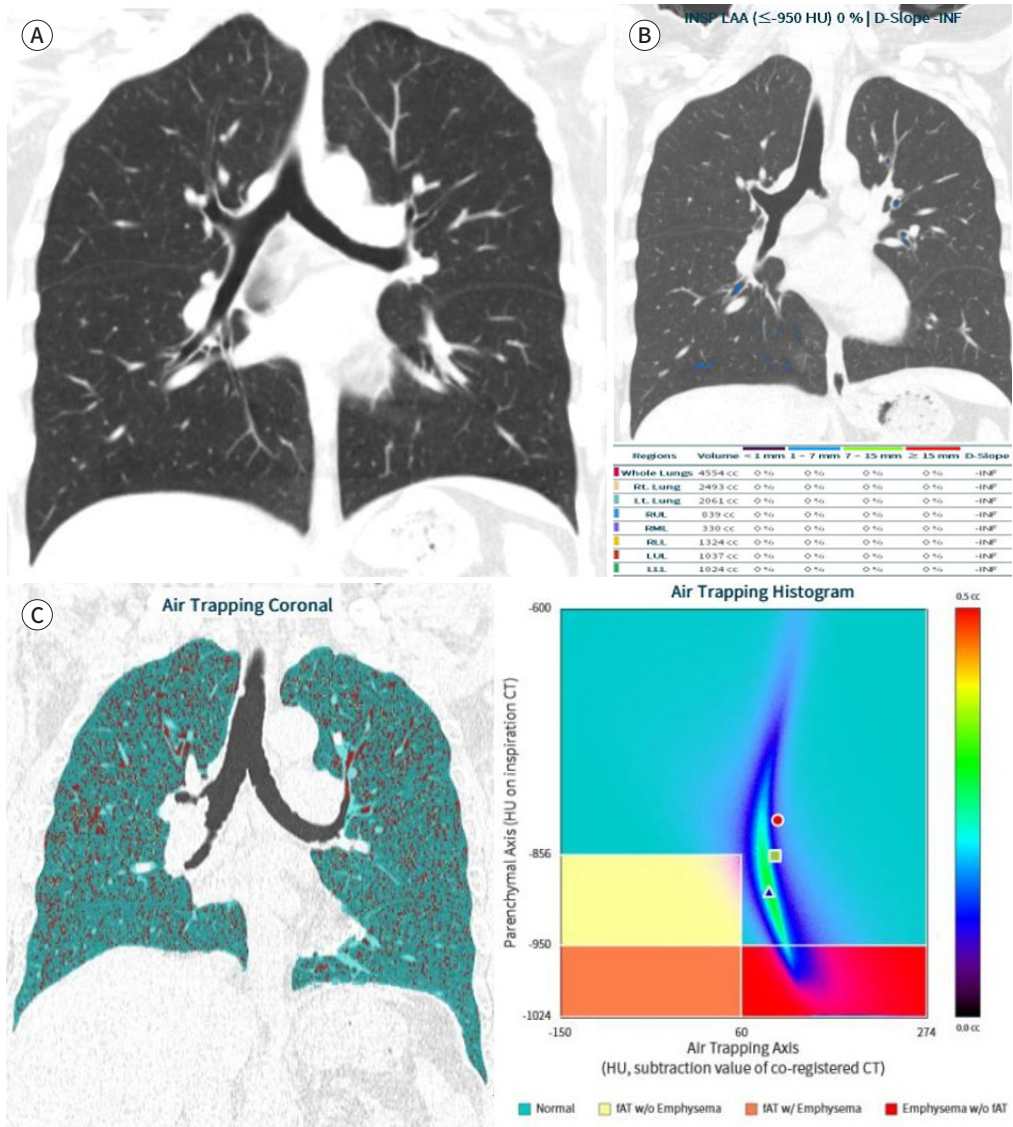 A
B
INSP LAA (≤-950 HU) 0 % | D-Slope -INF
Regions Volume < 1 mm 1 – 7 mm 7 – 15 mm ≥ 15 mm D-Slope
Whole Lungs 4554 cc 0 % 0 % 0 % 0 % -INF
Rt. Lung 2493 cc 0 % 0 % 0 % 0 % -INF
Lt. Lung 2061 cc 0 % 0 % 0 % 0 % -INF
RUL 839 cc 0 % 0 % 0 % 0 % -INF
RML 330 cc 0 % 0 % 0 % 0 % -INF
RLL 1324 cc 0 % 0 % 0 % 0 % -INF
LUL 1037 cc 0 % 0 % 0 % 0 % -INF
LLL 1024 cc 0 % 0 % 0 % 0 % -INF
C
Air Trapping Coronal
Air Trapping Histogram
Parenchymal Axis (HU on inspiration CT)
-600
-856
-950
-1024
-150 60 274
0.5 cc
0.0 cc
Air Trapping Axis
(HU, subtraction value of co-registered CT)
Normal fAT w/o Emphysema fAT w/ Emphysema Emphysema w/o fAT